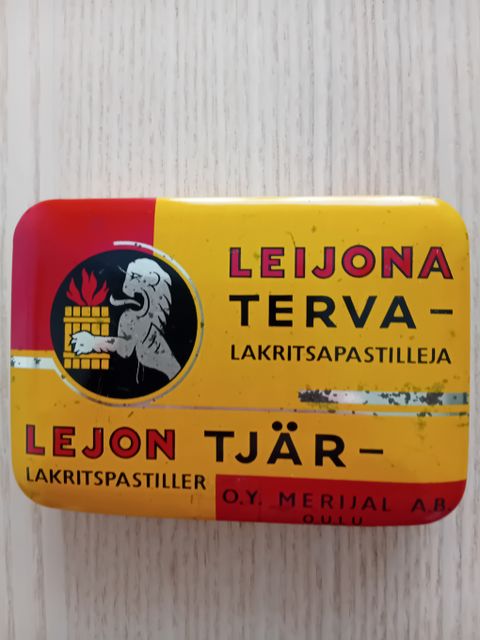 LEIJONA
TERVA-
LAKRITSAPASTILLEJA
LEJON TJÄR-
LAKRITSPASTILLER
O.Y. MERIJAL A.B.
OULU